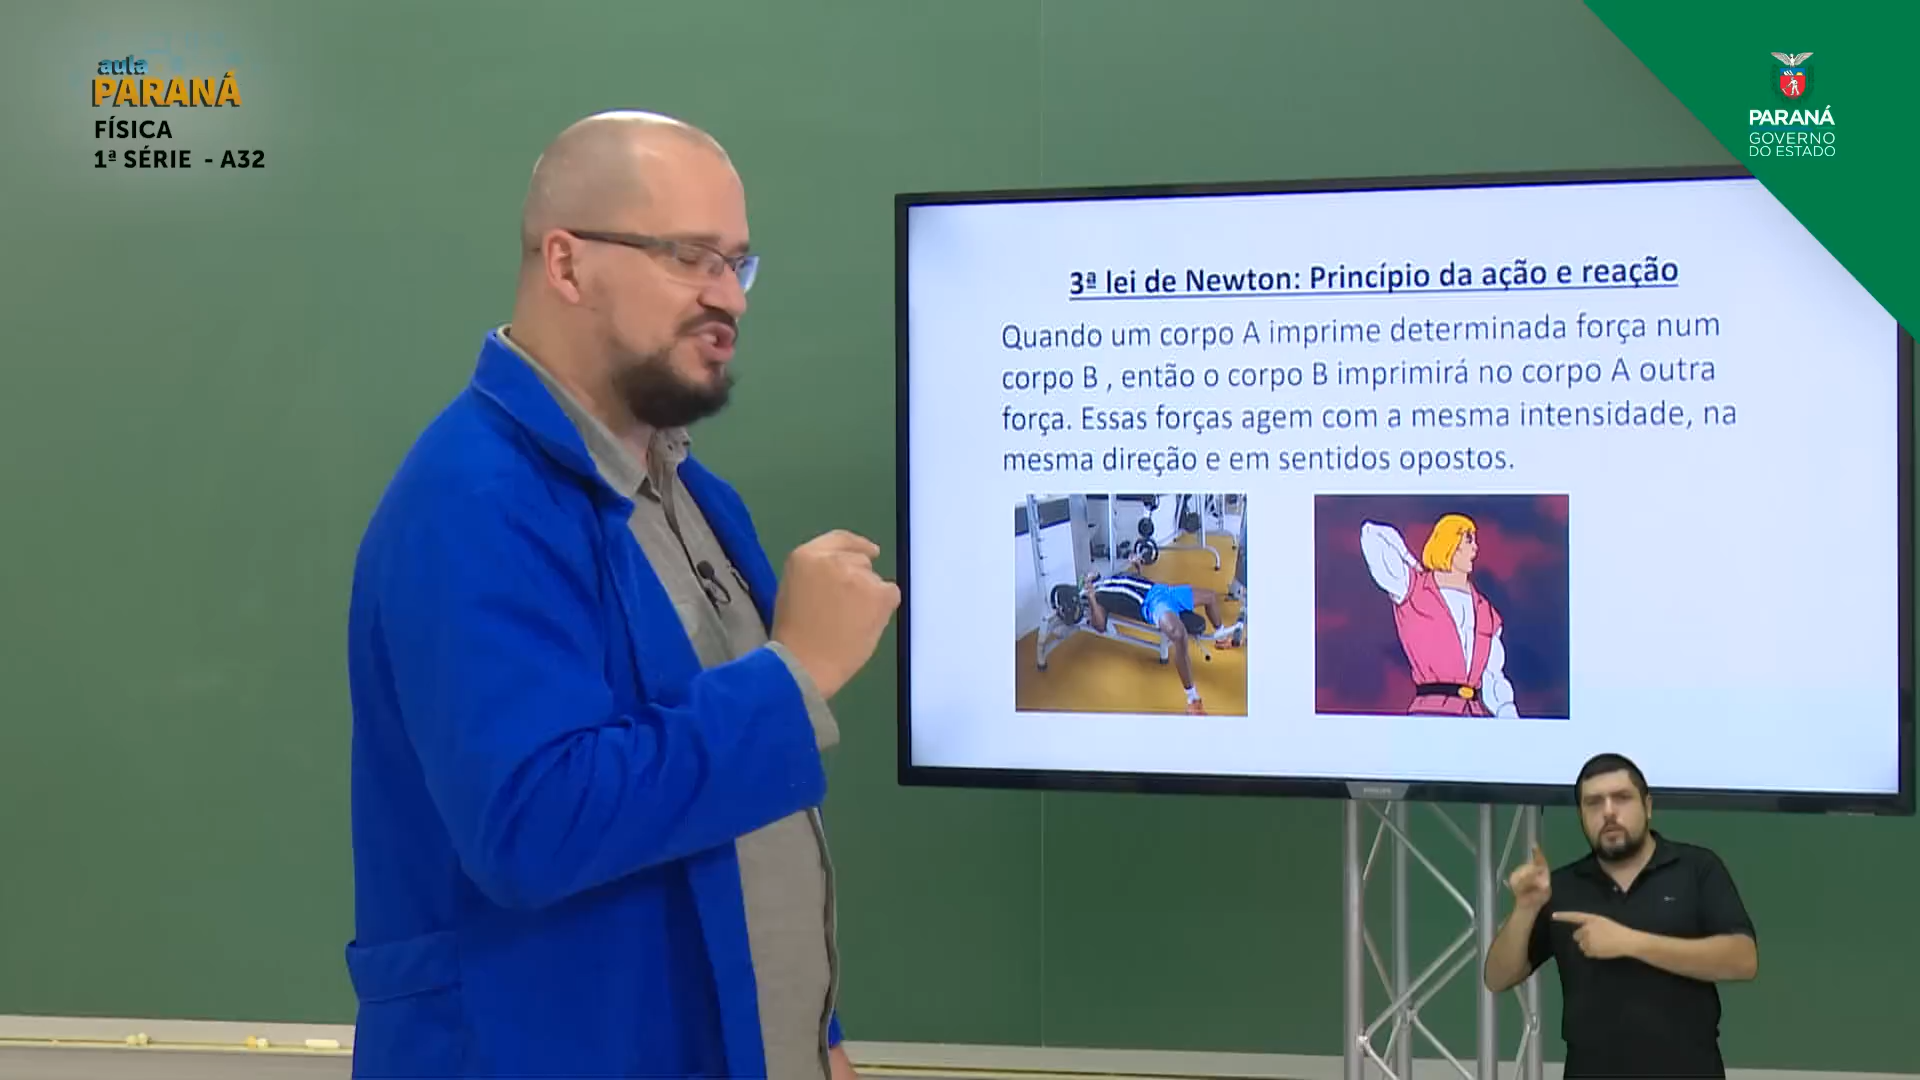 aula
PARANÁ
FÍSICA
1ª SÉRIE - A32
PARANÁ
GOVERNO
DO ESTADO
3ª lei de Newton: Princípio da ação e reação
Quando um corpo A imprime determinada força num
corpo B , então o corpo B imprimirá no corpo A outra
força. Essas forças agem com a mesma intensidade, na
mesma direção e em sentidos opostos.
PHILIPS